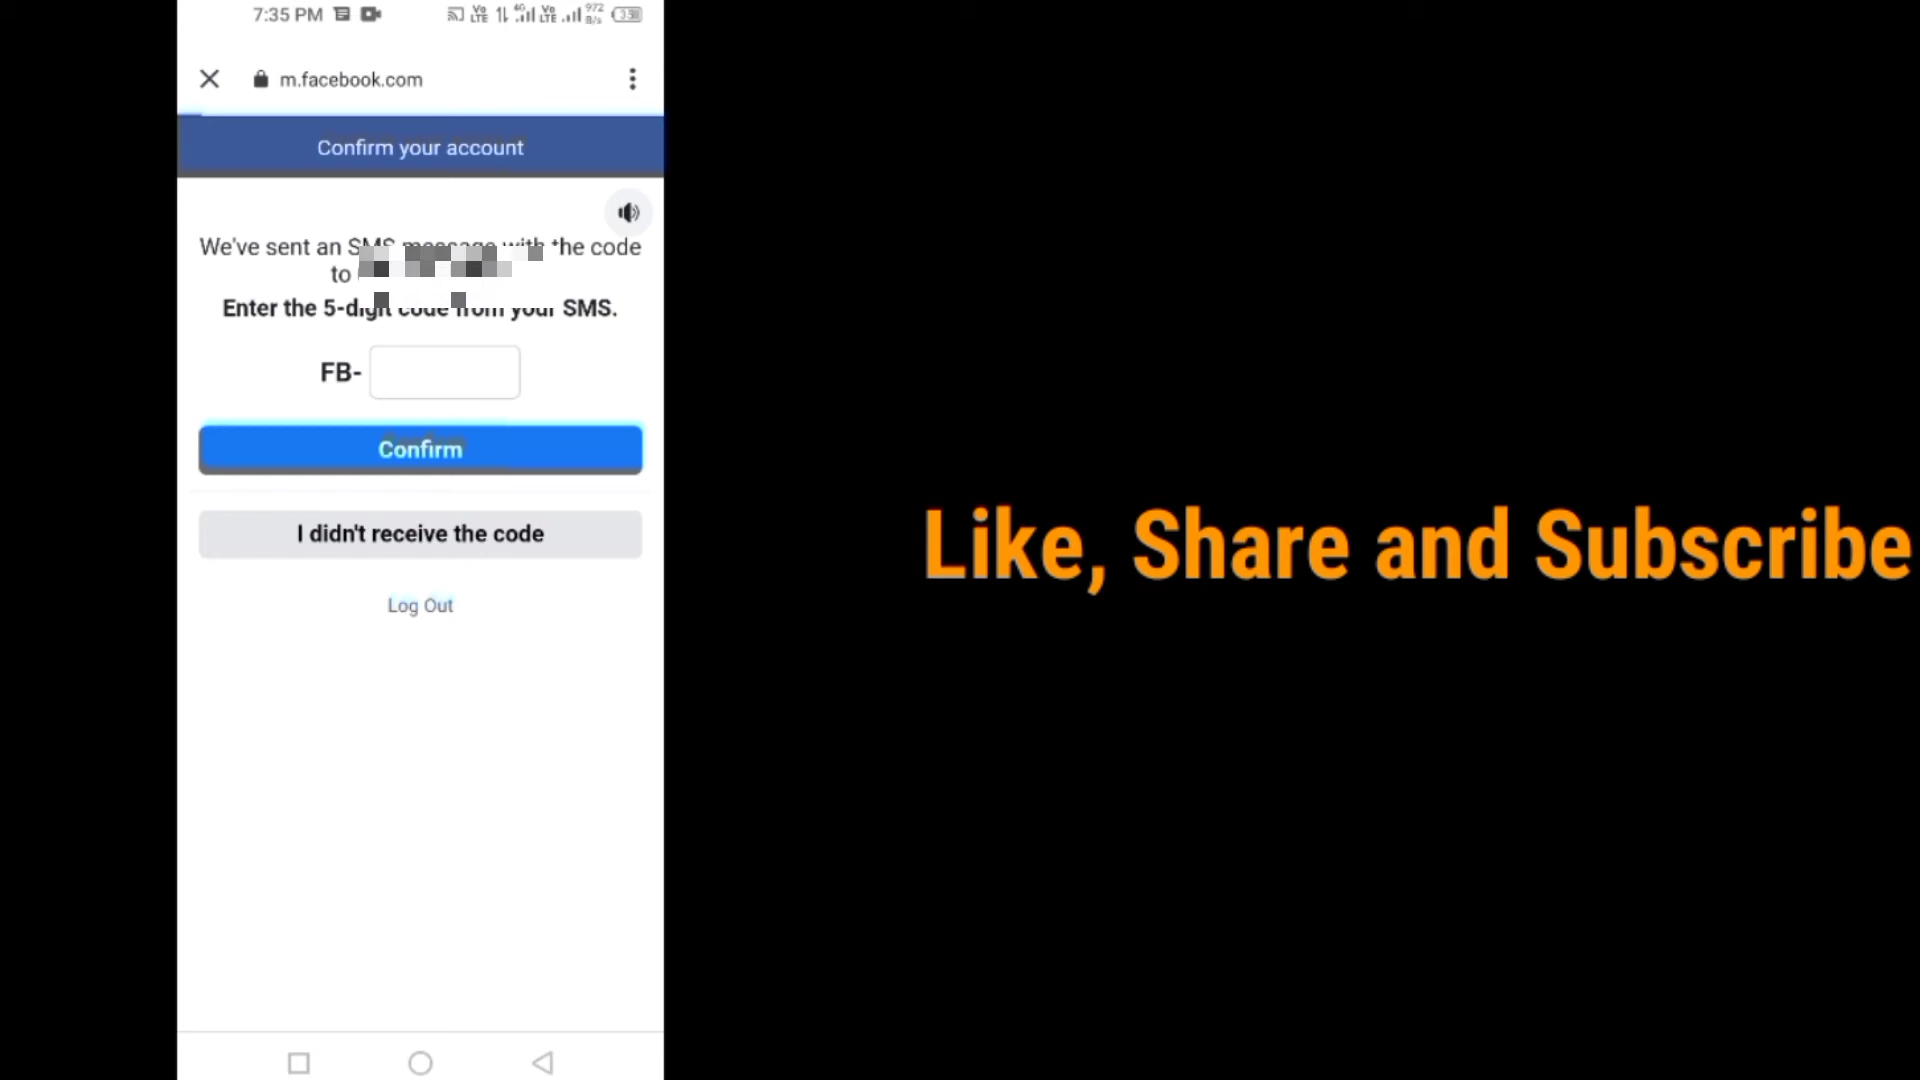 7:35 PM
m.facebook.com
Confirm your account
We've sent an SMS message with the code
to
Enter the 5-digit code from your SMS.
FB-
Confirm
I didn't receive the code
Log Out
Like, Share and Subscribe